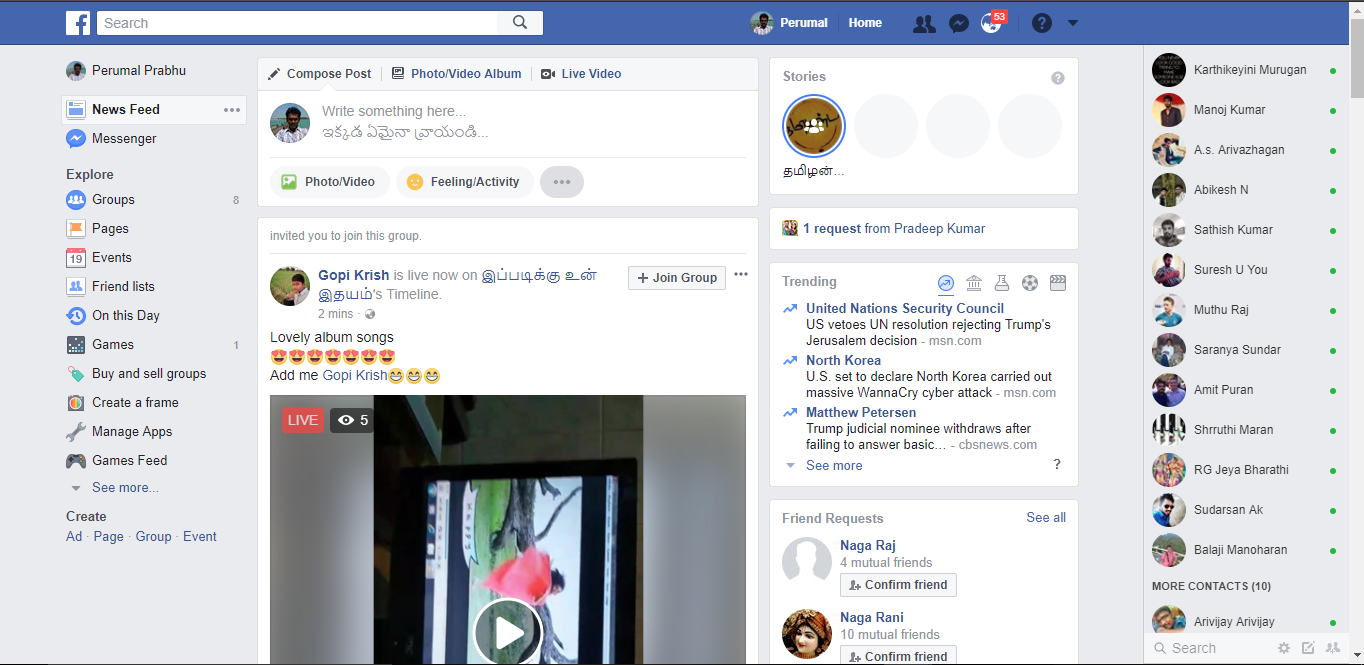 Search
Perumal
Home
53
Perumal Prabhu
News Feed
Messenger
Explore
Groups 8
Pages
19 Events
Friend lists
On this Day
Games 1
Buy and sell groups
Create a frame
Manage Apps
Games Feed
See more...
Create
Ad · Page · Group · Event
Compose Post
Photo/Video Album
Live Video
Write something here...
ఇక్కడ ఏమైనా వ్రాయండి...
Photo/Video
Feeling/Activity
invited you to join this group.
Gopi Krish is live now on இப்படிக்கு உன்
இதயம்'s Timeline.
Join Group
2 mins ·
Lovely album songs
😍😍😍😍😍😍😍
Add me Gopi Krish😁😁😁
LIVE 5
Stories
தமிழன்...
1 request from Pradeep Kumar
Trending
United Nations Security Council
US vetoes UN resolution rejecting Trump's
Jerusalem decision - msn.com
North Korea
U.S. set to declare North Korea carried out
massive WannaCry cyber attack - msn.com
Matthew Petersen
Trump judicial nominee withdraws after
failing to answer basic… - cbsnews.com
See more ?
Friend Requests See all
Naga Raj
4 mutual friends
Confirm friend
Naga Rani
10 mutual friends
Confirm friend
Karthikeyini Murugan
Manoj Kumar
A.s. Arivazhagan
Abikesh N
Sathish Kumar
Suresh U You
Muthu Raj
Saranya Sundar
Amit Puran
Shrruthi Maran
RG Jeya Bharathi
Sudarsan Ak
Balaji Manoharan
MORE CONTACTS (10)
Arivijay Arivijay
Search